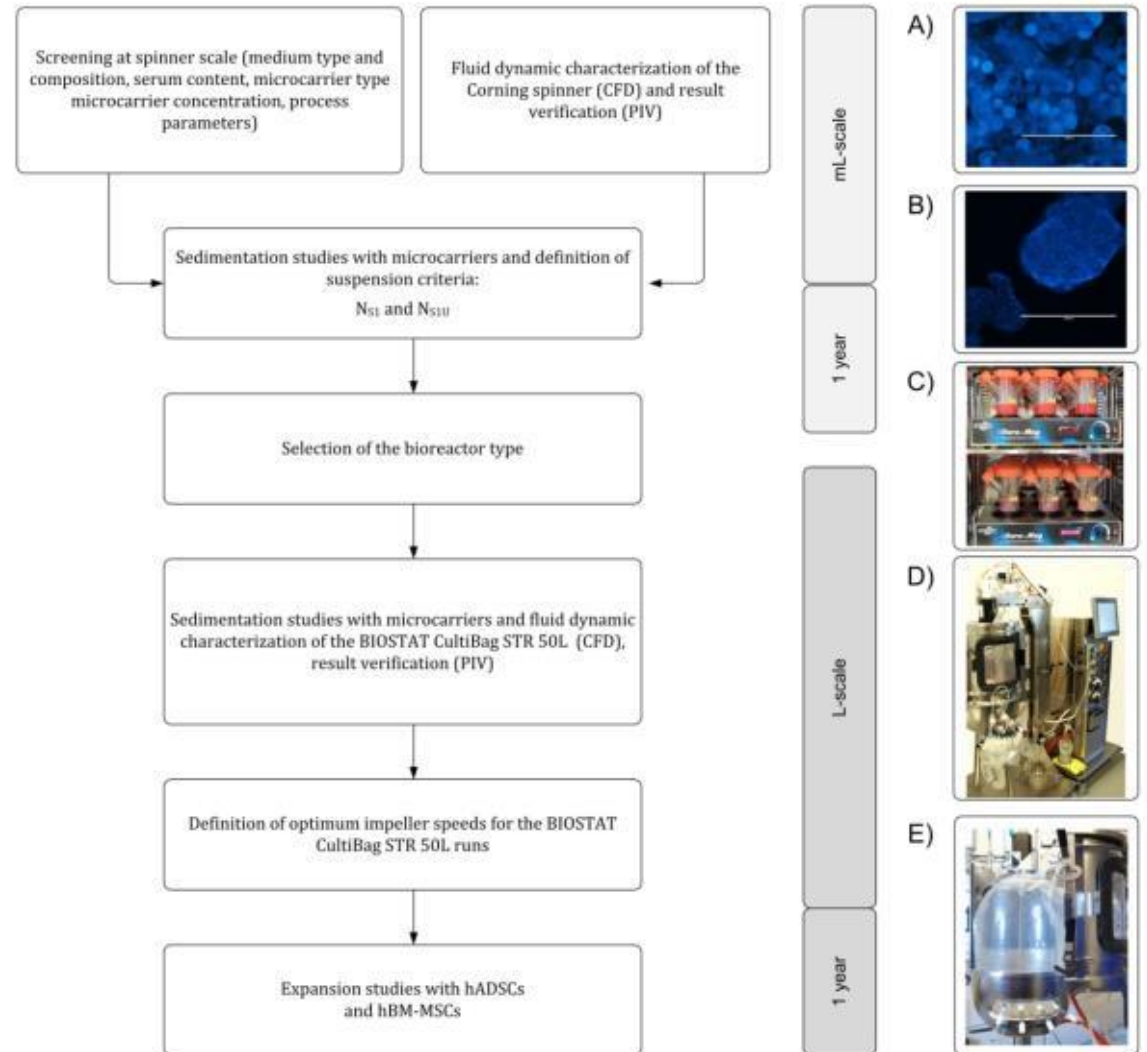 Screening at spinner scale (medium type and
composition, serum content, microcarrier type
microcarrier concentration, process
parameters)
Fluid dynamic characterization of the
Corning spinner (CFD) and result
verification (PIV)
Sedimentation studies with microcarriers and definition of
suspension criteria:
NS1 and NS1U
Selection of the bioreactor type
Sedimentation studies with microcarriers and fluid dynamic
characterization of the BIOSTAT CultiBag STR 50L (CFD),
result verification (PIV)
Definition of optimum impeller speeds for the BIOSTAT
CultiBag STR 50L runs
Expansion studies with hADSCs
and hBM-MSCs
mL-scale
1 year
L-scale
1 year
A)
B)
C)
D)
E)